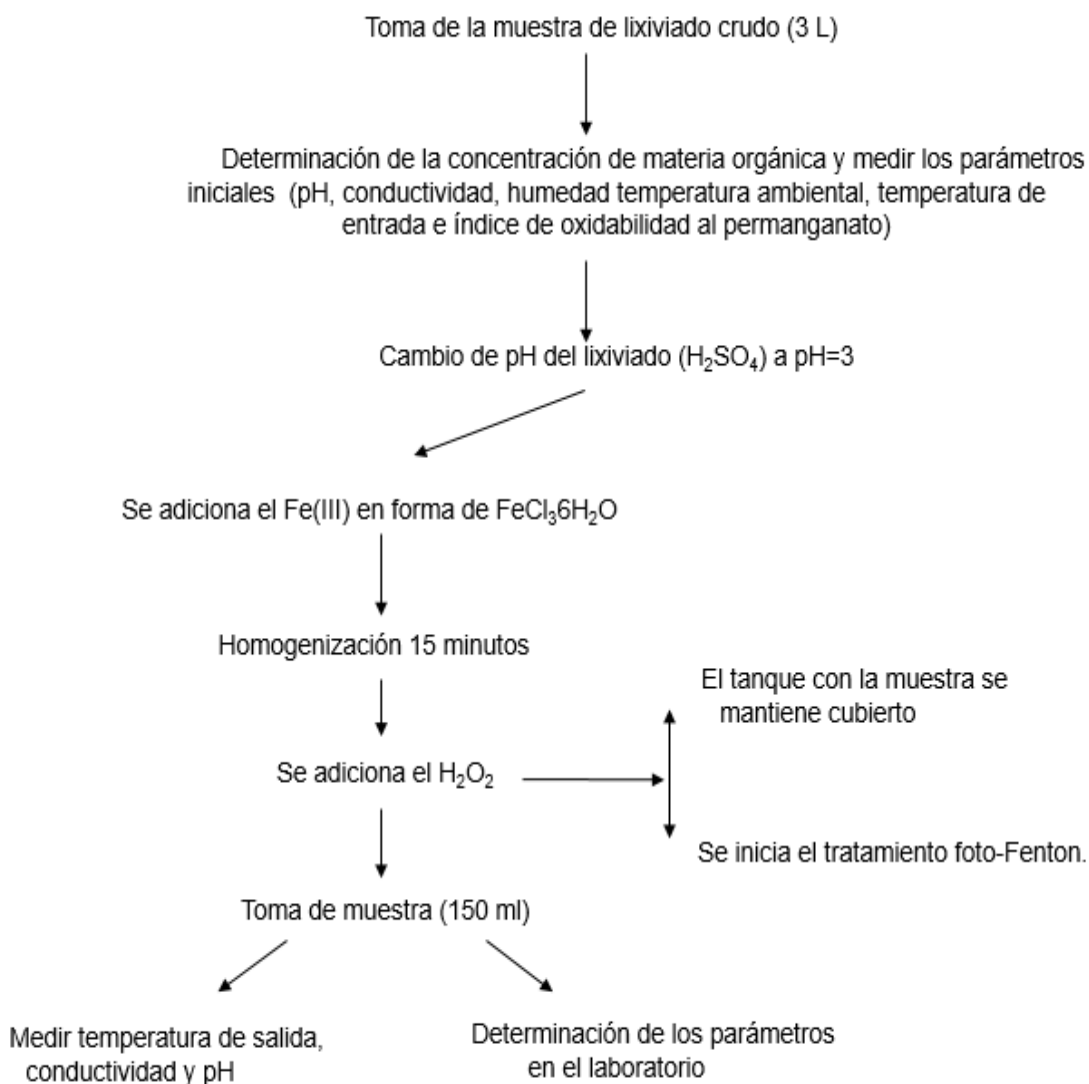 Toma de la muestra de lixiviado crudo (3 L)
Determinación de la concentración de materia orgánica y medir los parámetros
iniciales (pH, conductividad, humedad temperatura ambiental, temperatura de
entrada e índice de oxidabilidad al permanganato)
Cambio de pH del lixiviado (H₂SO₄) a pH=3
Se adiciona el Fe(III) en forma de FeCl₃6H₂O
Homogenización 15 minutos
El tanque con la muestra se
mantiene cubierto
Se adiciona el H₂O₂
Se inicia el tratamiento foto-Fenton.
Toma de muestra (150 ml)
Medir temperatura de salida,
conductividad y pH
Determinación de los parámetros
en el laboratorio